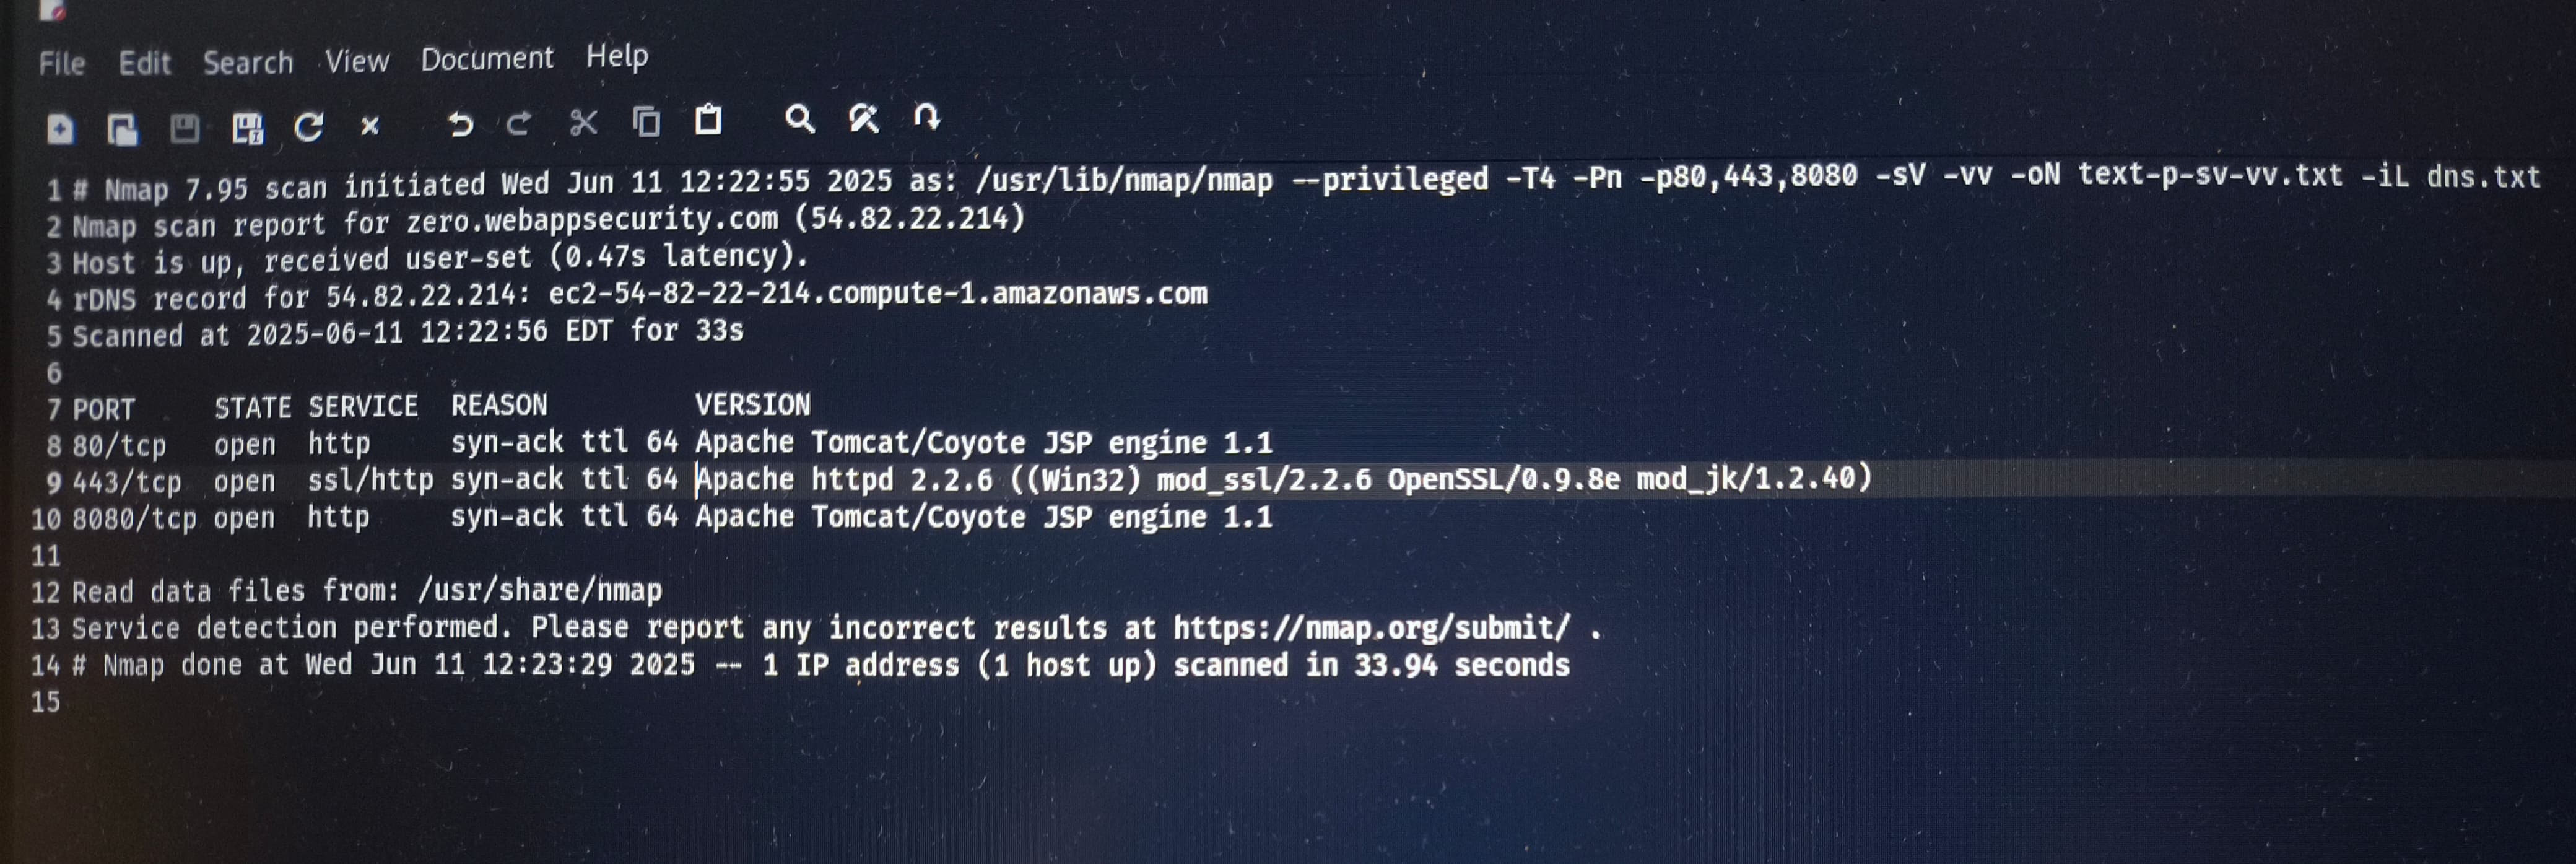 File Edit Search View Document Help
1 # Nmap 7.95 scan initiated Wed Jun 11 12:22:55 2025 as: /usr/lib/nmap/nmap --privileged -T4 -Pn -p80,443,8080 -sV -vv -oN text-p-sv-vv.txt -iL dns.txt
2 Nmap scan report for zero.webappsecurity.com (54.82.22.214)
3 Host is up, received user-set (0.47s latency).
4 rDNS record for 54.82.22.214: ec2-54-82-22-214.compute-1.amazonaws.com
5 Scanned at 2025-06-11 12:22:56 EDT for 33s
6
7 PORT     STATE SERVICE  REASON         VERSION
8 80/tcp   open  http     syn-ack ttl 64 Apache Tomcat/Coyote JSP engine 1.1
9 443/tcp  open  ssl/http syn-ack ttl 64 Apache httpd 2.2.6 ((Win32) mod_ssl/2.2.6 OpenSSL/0.9.8e mod_jk/1.2.40)
10 8080/tcp open  http     syn-ack ttl 64 Apache Tomcat/Coyote JSP engine 1.1
11
12 Read data files from: /usr/share/nmap
13 Service detection performed. Please report any incorrect results at https://nmap.org/submit/ .
14 # Nmap done at Wed Jun 11 12:23:29 2025 -- 1 IP address (1 host up) scanned in 33.94 seconds
15